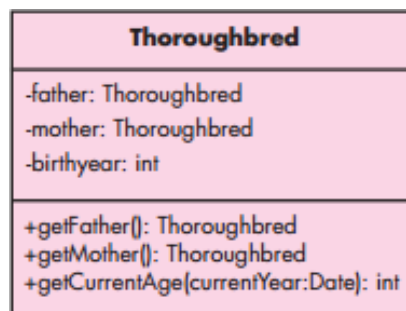 Thoroughbred
-father: Thoroughbred
-mother: Thoroughbred
-birthyear: int
+getFather(): Thoroughbred
+getMother(): Thoroughbred
+getCurrentAge(currentYear:Date): int